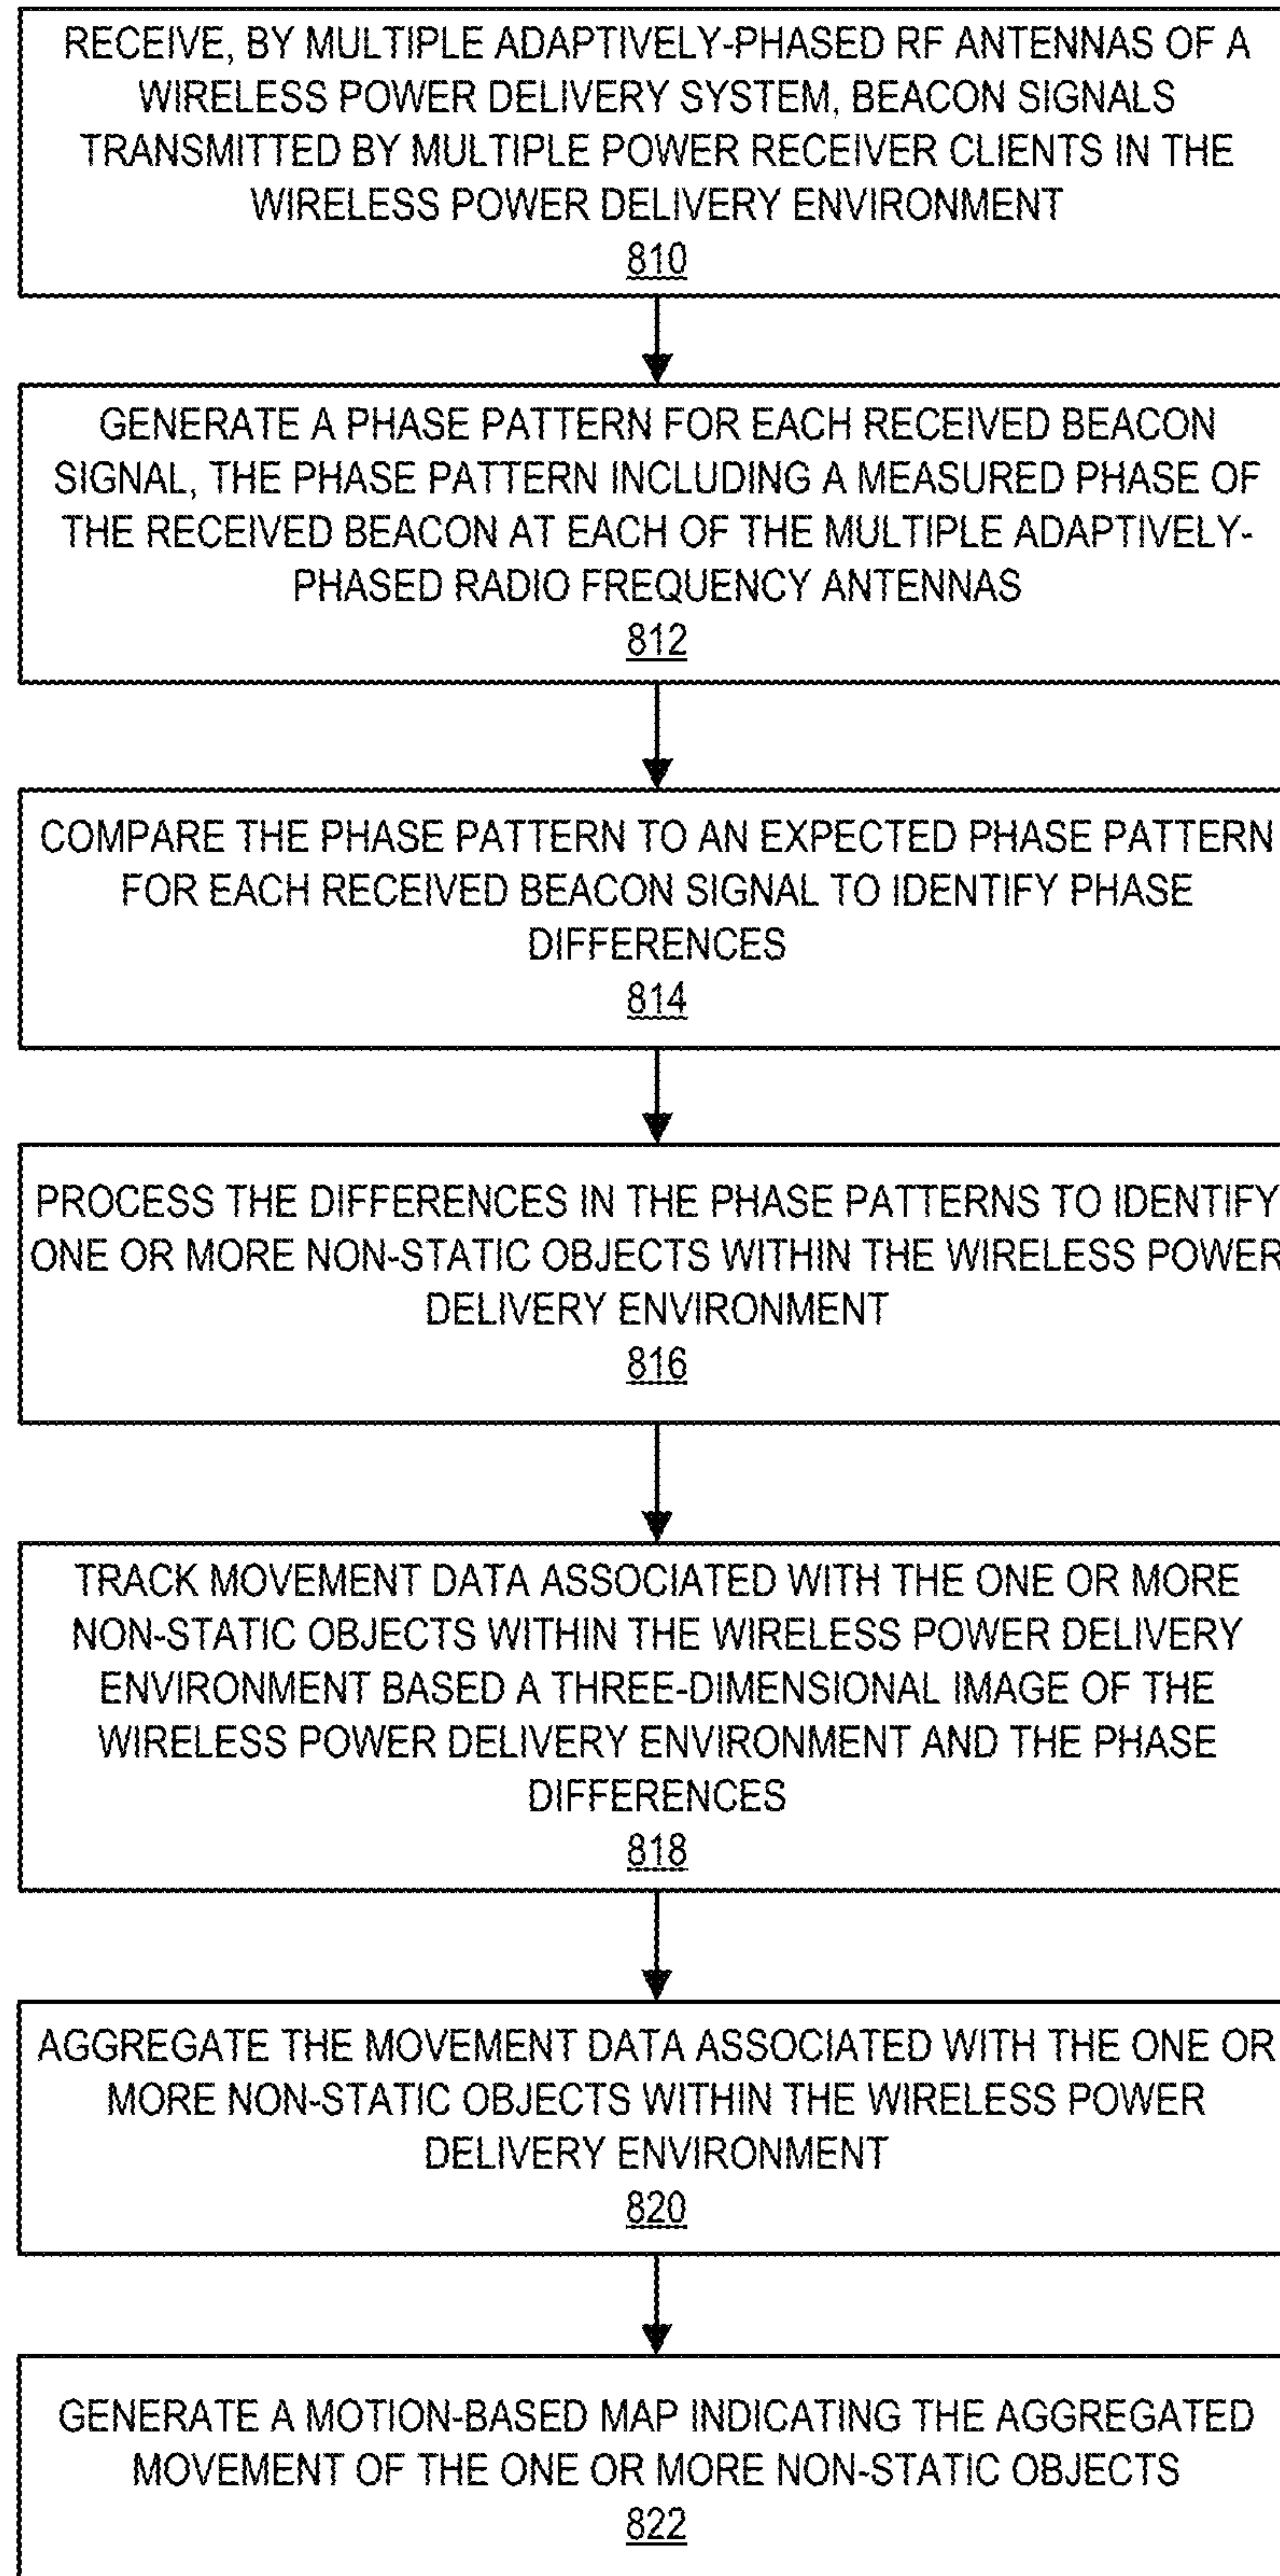 RECEIVE, BY MULTIPLE ADAPTIVELY-PHASED RF ANTENNAS OF A
WIRELESS POWER DELIVERY SYSTEM, BEACON SIGNALS
TRANSMITTED BY MULTIPLE POWER RECEIVER CLIENTS IN THE
WIRELESS POWER DELIVERY ENVIRONMENT
810
GENERATE A PHASE PATTERN FOR EACH RECEIVED BEACON
SIGNAL, THE PHASE PATTERN INCLUDING A MEASURED PHASE OF
THE RECEIVED BEACON AT EACH OF THE MULTIPLE ADAPTIVELY-
PHASED RADIO FREQUENCY ANTENNAS
812
COMPARE THE PHASE PATTERN TO AN EXPECTED PHASE PATTERN
FOR EACH RECEIVED BEACON SIGNAL TO IDENTIFY PHASE
DIFFERENCES
814
PROCESS THE DIFFERENCES IN THE PHASE PATTERNS TO IDENTIFY
ONE OR MORE NON-STATIC OBJECTS WITHIN THE WIRELESS POWER
DELIVERY ENVIRONMENT
816
TRACK MOVEMENT DATA ASSOCIATED WITH THE ONE OR MORE
NON-STATIC OBJECTS WITHIN THE WIRELESS POWER DELIVERY
ENVIRONMENT BASED A THREE-DIMENSIONAL IMAGE OF THE
WIRELESS POWER DELIVERY ENVIRONMENT AND THE PHASE
DIFFERENCES
818
AGGREGATE THE MOVEMENT DATA ASSOCIATED WITH THE ONE OR
MORE NON-STATIC OBJECTS WITHIN THE WIRELESS POWER
DELIVERY ENVIRONMENT
820
GENERATE A MOTION-BASED MAP INDICATING THE AGGREGATED
MOVEMENT OF THE ONE OR MORE NON-STATIC OBJECTS
822